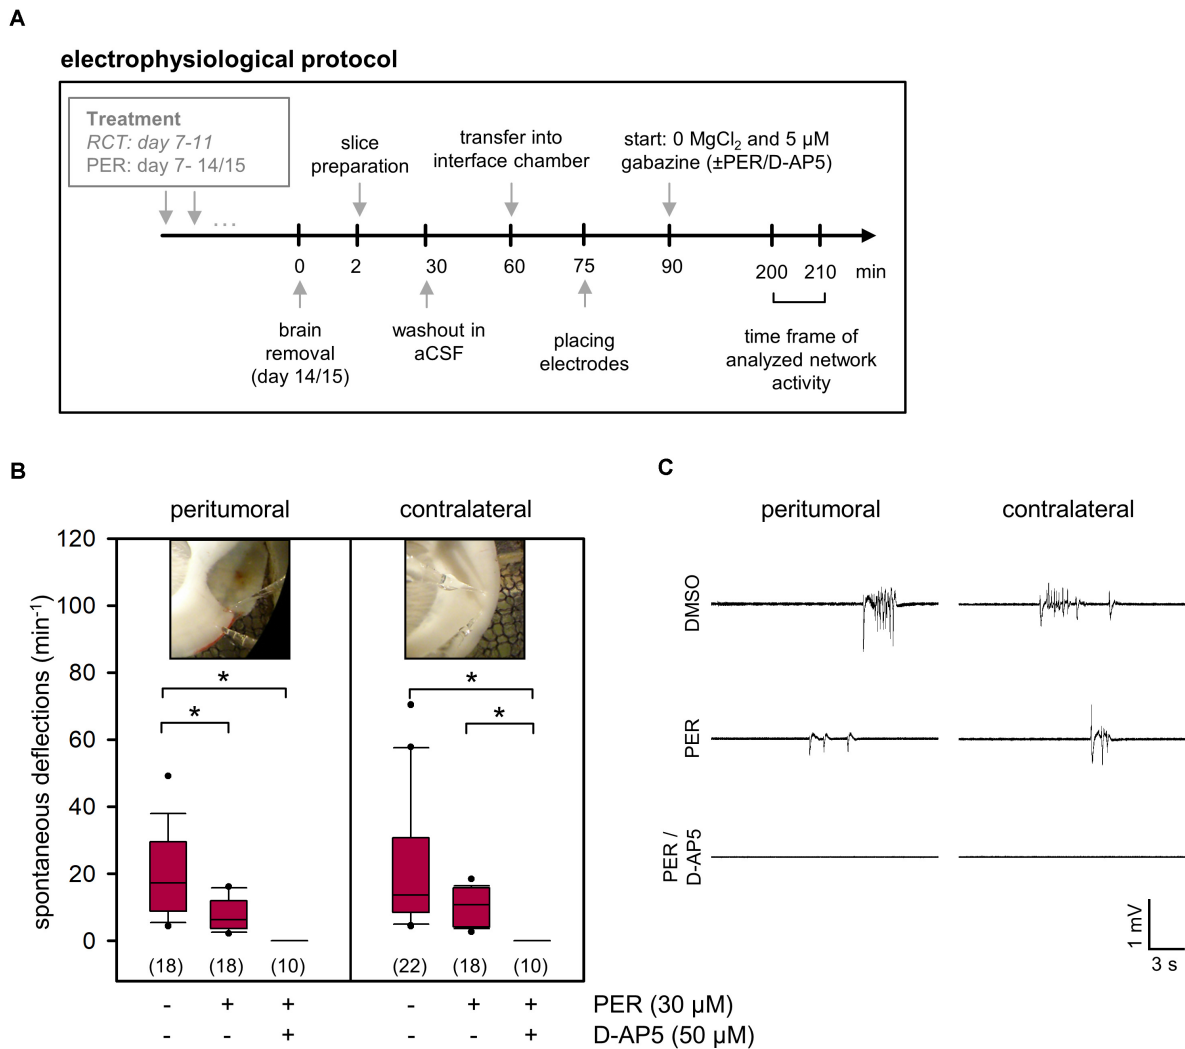 A
electrophysiological protocol
Treatment
RCT: day 7-11
PER: day 7- 14/15
...
slice
preparation
transfer into
interface chamber
start: 0 MgCl₂ and 5 µM
gabazine (±PER/D-AP5)
0 2 30 60 75 90 200 210 min
brain
removal
(day 14/15)
washout in
aCSF
placing
electrodes
time frame of
analyzed network
activity
B
peritumoral contralateral
spontaneous deflections (min⁻¹)
120
100
80
60
40
20
0
* *
* *
(18) (18) (10) (22) (18) (10)
- + + - + + PER (30 µM)
- - + - - + D-AP5 (50 µM)
C
peritumoral contralateral
DMSO
PER
PER /
D-AP5
1 mV
3 s